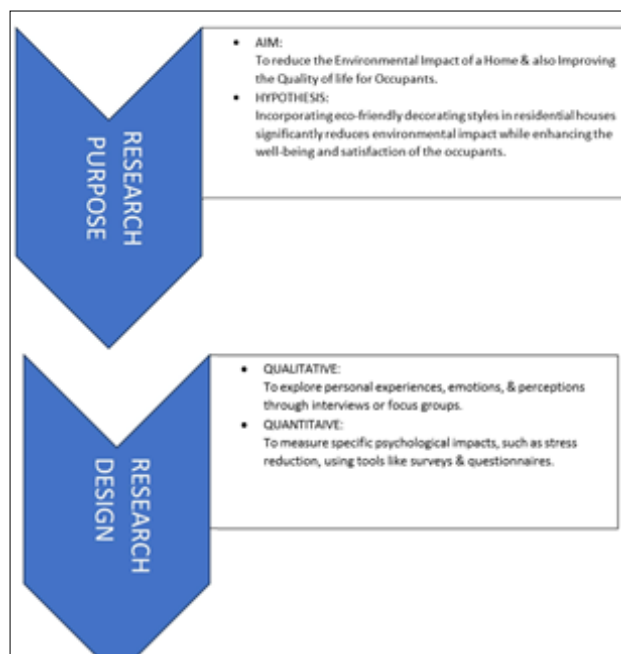 RESEARCH
PURPOSE
• AIM:
To reduce the Environmental Impact of a Home & also Improving
the Quality of life for Occupants.
• HYPOTHESIS:
Incorporating eco-friendly decorating styles in residential houses
significantly reduces environmental impact while enhancing the
well-being and satisfaction of the occupants.
RESEARCH
DESIGN
• QUALITATIVE:
To explore personal experiences, emotions, & perceptions
through interviews or focus groups.
• QUANTITAIVE:
To measure specific psychological impacts, such as stress
reduction, using tools like surveys & questionnaires.